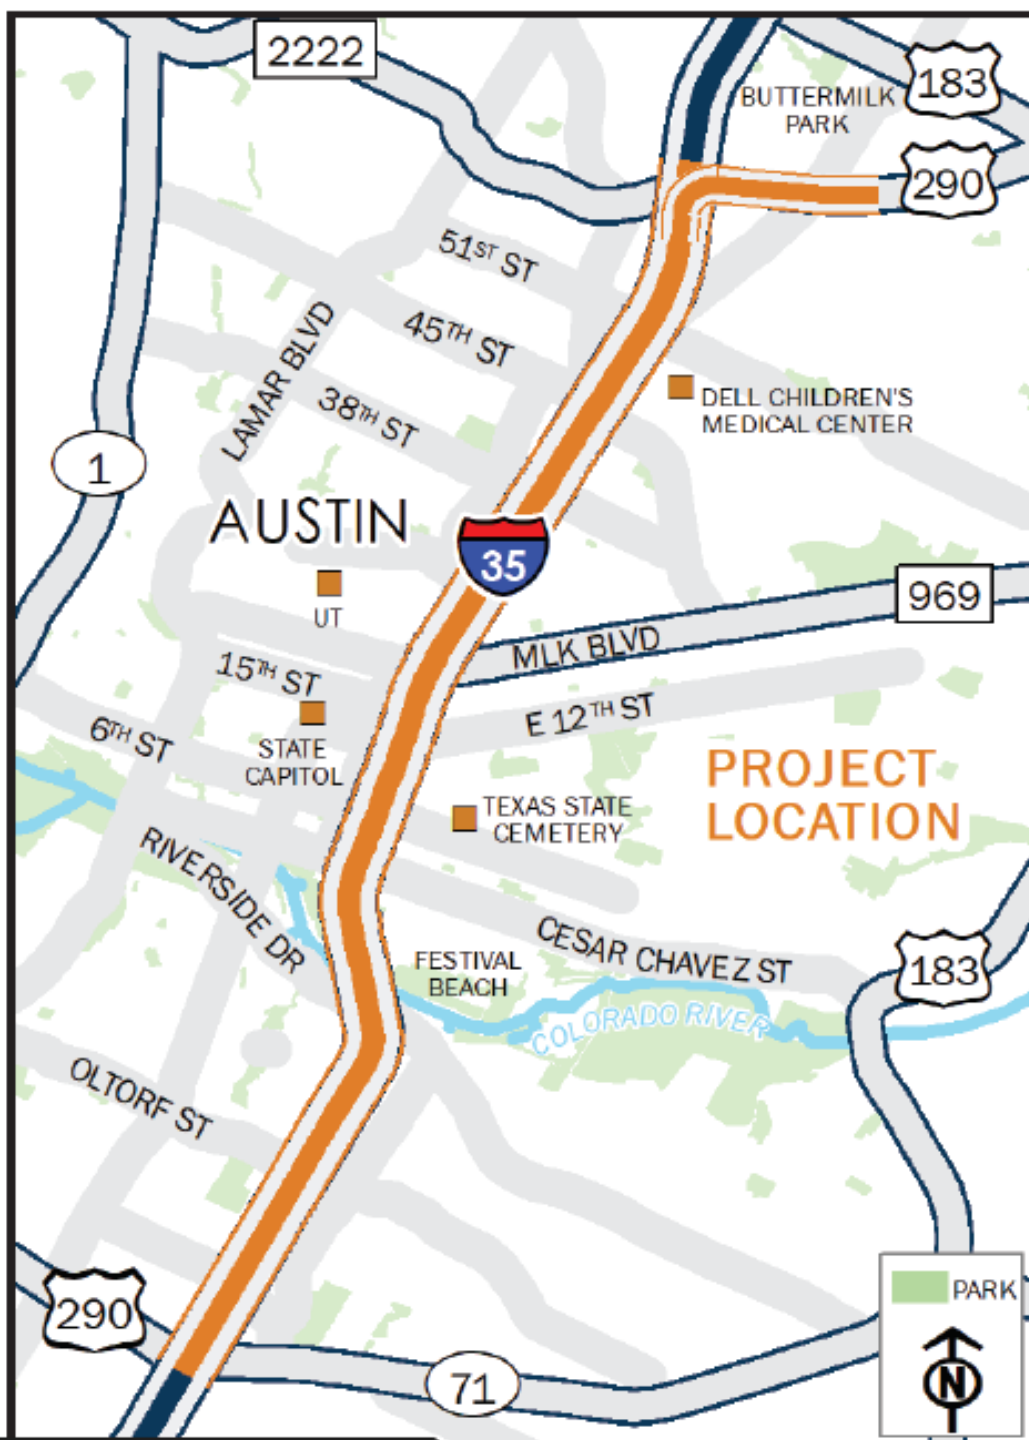 2222
183
BUTTERMILK
PARK
290
51ST ST
45TH ST
LAMAR BLVD
38TH ST
DELL CHILDREN'S
MEDICAL CENTER
1
AUSTIN
35
UT
969
MLK BLVD
15TH ST
E 12TH ST
6TH ST
STATE
CAPITOL
PROJECT
LOCATION
TEXAS STATE
CEMETERY
RIVERSIDE DR
CESAR CHAVEZ ST
183
FESTIVAL
BEACH
COLORADO RIVER
OLTORF ST
290
71
PARK
N